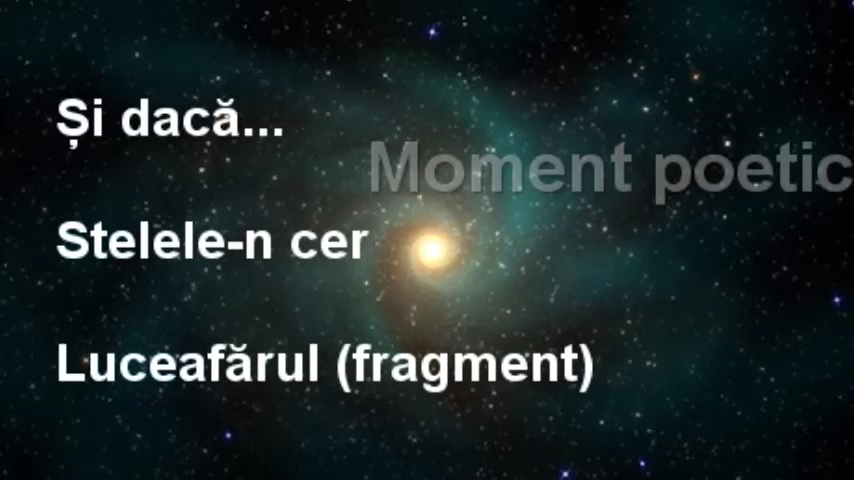 Și dacă...
Moment poetic
Stelele-n cer
Luceafărul (fragment)